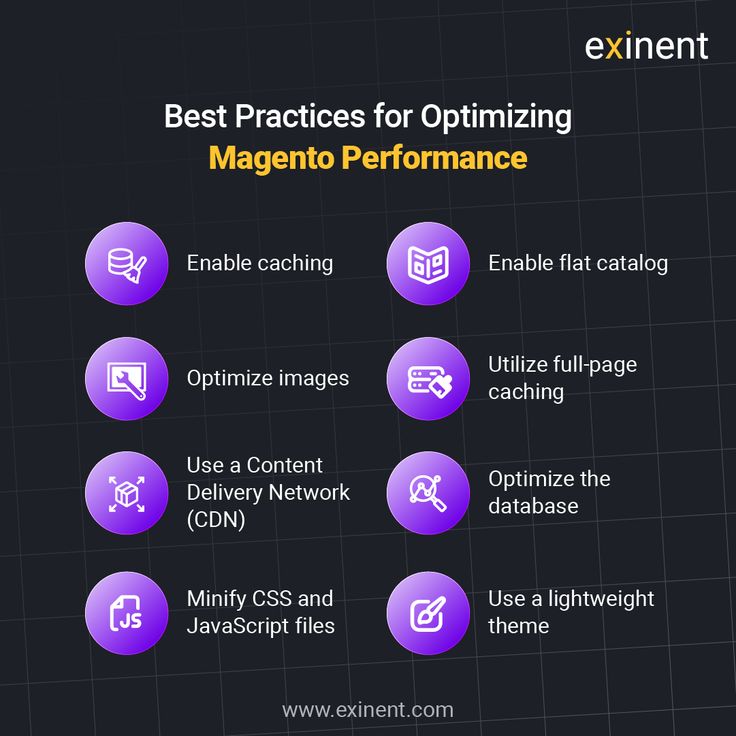 exinent
Best Practices for Optimizing
Magento Performance
Enable caching
Enable flat catalog
Optimize images
Utilize full-page
caching
Use a Content
Delivery Network
(CDN)
Optimize the
database
JS
Minify CSS and
JavaScript files
Use a lightweight
theme
www.exinent.com